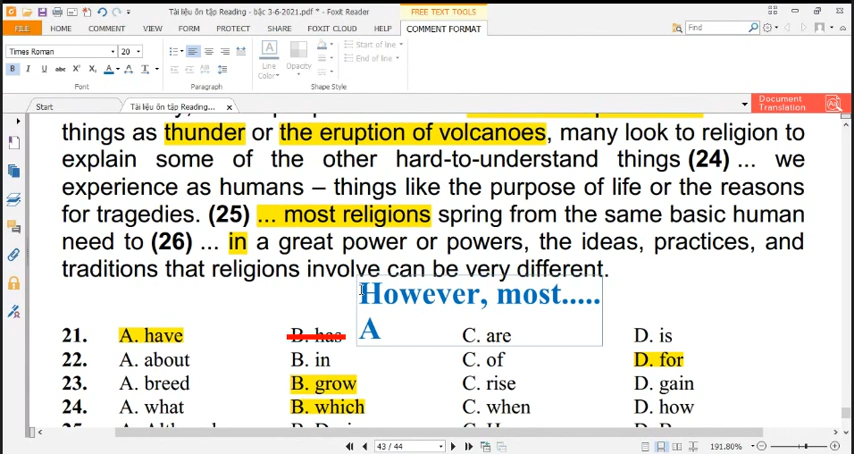 Tài liệu ôn tập Reading - bậc 3-6-2021.pdf * - Foxit Reader
FREE TEXT TOOLS
FILE HOME COMMENT VIEW FORM PROTECT SHARE FOXIT CLOUD HELP COMMENT FORMAT
Find
Times Roman 20
Start of line
End of line
B I U abc X X A A T
Line Color Opacity
Font Paragraph Shape Style
Start Tài liệu ôn tập Reading...
Document Translation
things as thunder or the eruption of volcanoes, many look to religion to
explain some of the other hard-to-understand things (24) ... we
experience as humans – things like the purpose of life or the reasons
for tragedies. (25) ... most religions spring from the same basic human
need to (26) ... in a great power or powers, the ideas, practices, and
traditions that religions involve can be very different.
However, most.....
A
21. A. have B. has C. are D. is
22. A. about B. in C. of D. for
23. A. breed B. grow C. rise D. gain
24. A. what B. which C. when D. how
43 / 44 191.80%